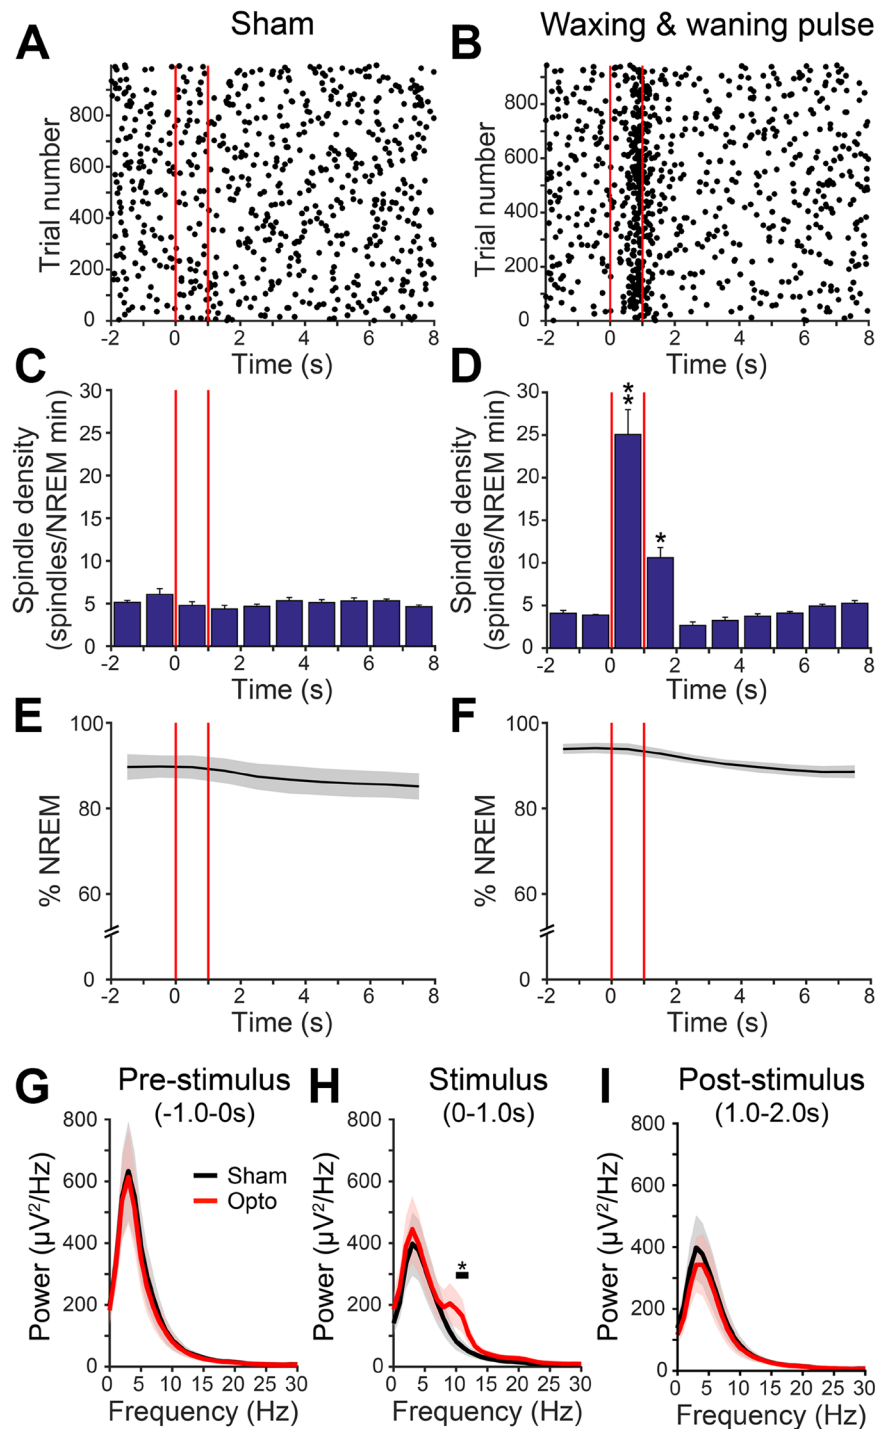 A
Sham
B
Waxing & waning pulse
Trial number
800
600
400
200
0
-2 0 2 4 6 8
Time (s)
Trial number
800
600
400
200
0
-2 0 2 4 6 8
Time (s)
C
Spindle density
(spindles/NREM min)
30
25
20
15
10
5
0
-2 0 2 4 6 8
Time (s)
D
Spindle density
(spindles/NREM min)
30
25
20
15
10
5
0
**
*
-2 0 2 4 6 8
Time (s)
E
% NREM
100
80
60
0
-2 0 2 4 6 8
Time (s)
F
% NREM
100
80
60
0
-2 0 2 4 6 8
Time (s)
G
Pre-stimulus
(-1.0-0s)
Power (µV²/Hz)
800
600
400
200
0
Sham
Opto
0 5 10 15 20 30
Frequency (Hz)
H
Stimulus
(0-1.0s)
Power (µV²/Hz)
800
600
400
200
0
*
0 5 10 15 20 30
Frequency (Hz)
I
Post-stimulus
(1.0-2.0s)
Power (µV²/Hz)
800
600
400
200
0
0 5 10 15 20 30
Frequency (Hz)